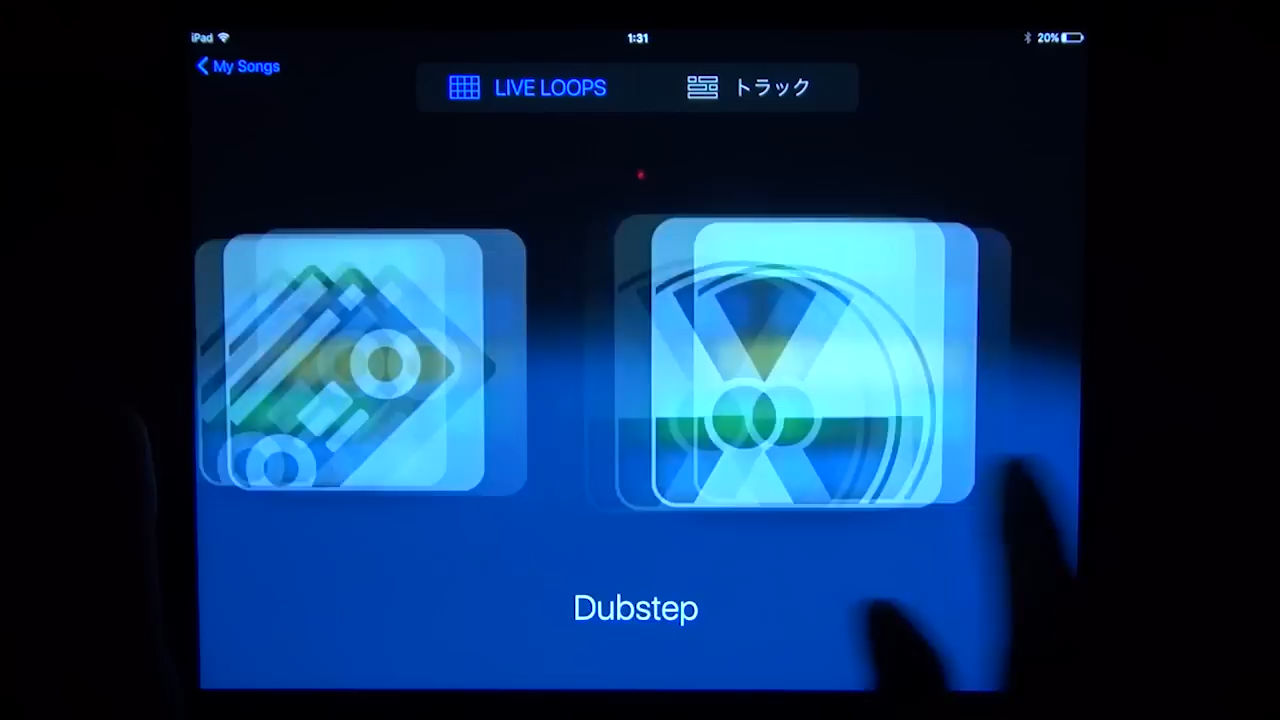 iPad
1:31
20%
My Songs
LIVE LOOPS
トラック
Dubstep